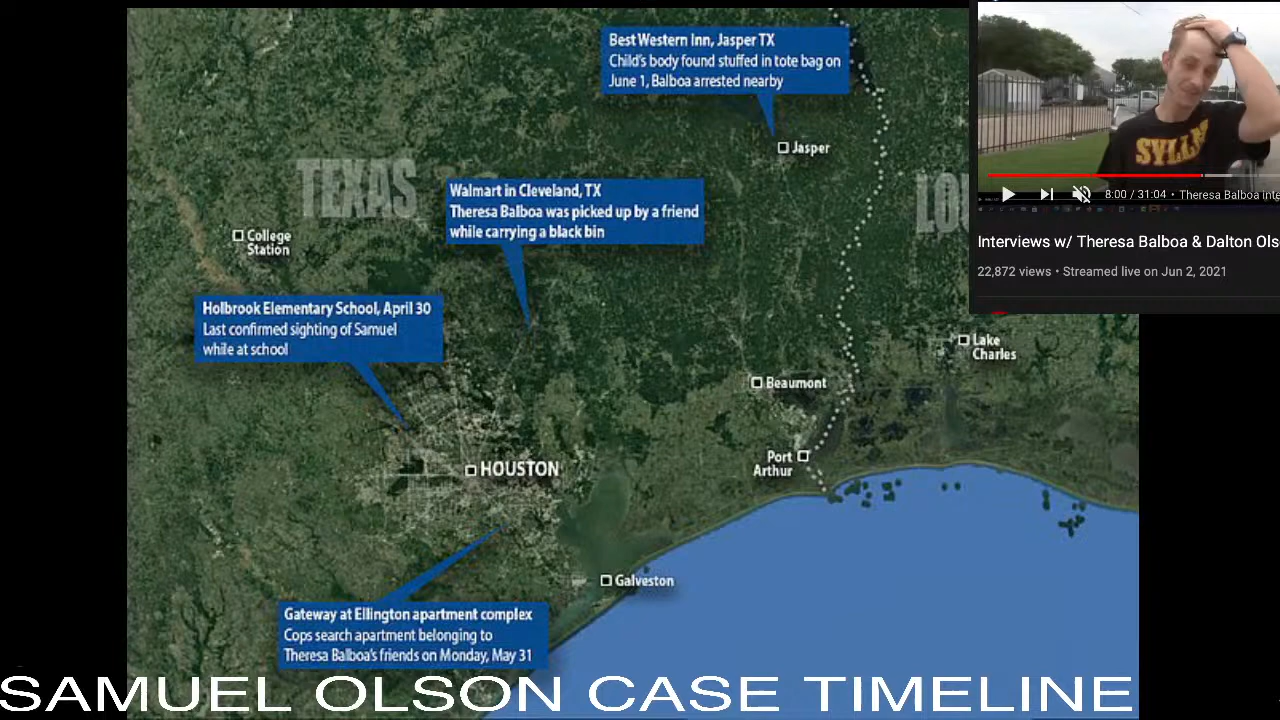 Best Western Inn, Jasper TX
Child's body found stuffed in tote bag on
June 1, Balboa arrested nearby
Jasper
TEXAS
Walmart in Cleveland, TX
Theresa Balboa was picked up by a friend
while carrying a black bin
LOU
College
Station
Holbrook Elementary School, April 30
Last confirmed sighting of Samuel
while at school
Lake
Charles
Beaumont
Port
Arthur
HOUSTON
Galveston
Gateway at Ellington apartment complex
Cops search apartment belonging to
Theresa Balboa's friends on Monday, May 31
SYLLM
8:00 / 31:04 • Theresa Balboa inte
Interviews w/ Theresa Balboa & Dalton Ols
22,872 views • Streamed live on Jun 2, 2021
SAMUEL OLSON CASE TIMELINE